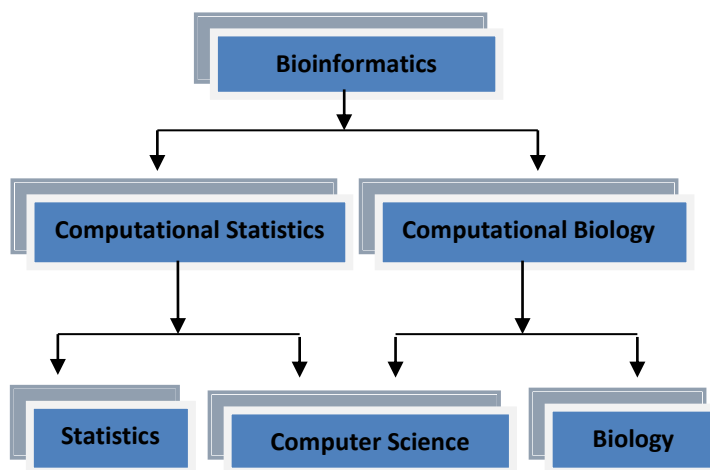 Bioinformatics
Computational Statistics
Computational Biology
Statistics
Computer Science
Biology